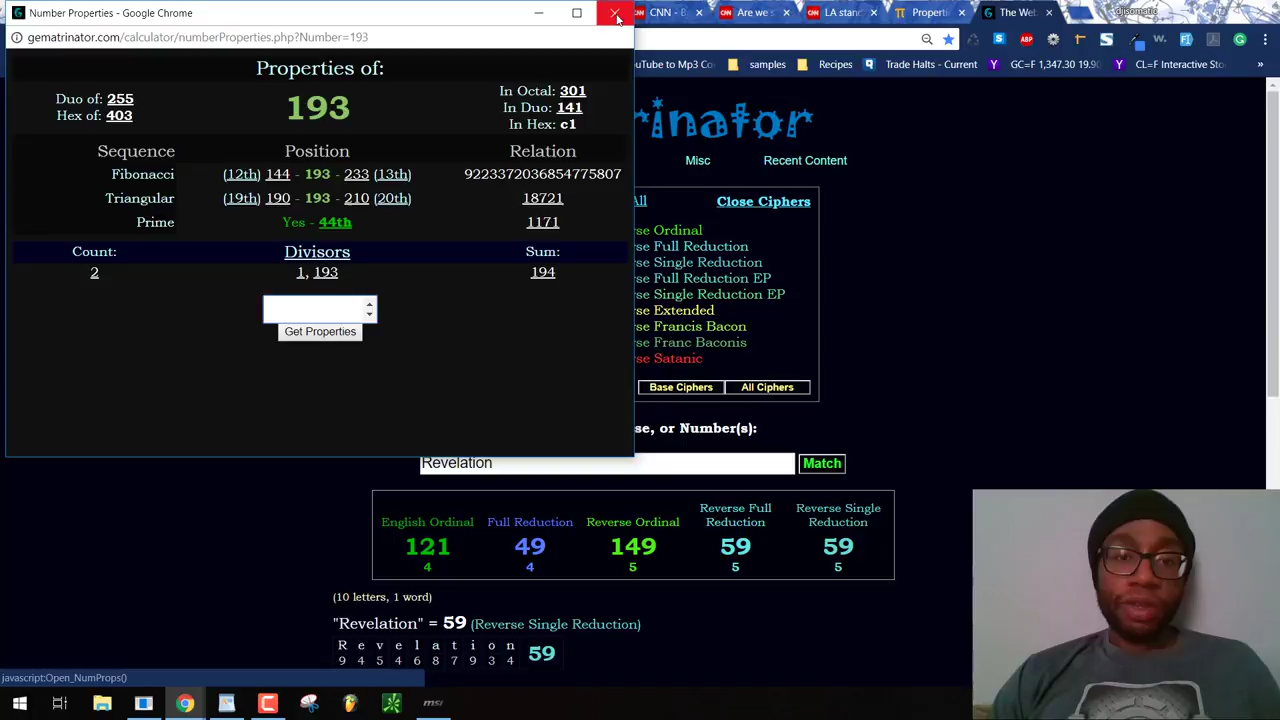 Number Properties - Google Chrome
gematrinator.com/calculator/numberProperties.php?Number=193
CNN - B
Are we s
LA stand
Properti
The Web
djisomatic
ABP
ouTube to Mp3 Co
samples
Recipes
Trade Halts - Current
GC=F 1,347.30 19.90
CL=F Interactive Sto
»
Properties of:
Duo of: 255
Hex of: 403
193
In Octal: 301
In Duo: 141
In Hex: c1
Sequence Position Relation
Fibonacci (12th) 144 - 193 - 233 (13th) 9223372036854775807
Triangular (19th) 190 - 193 - 210 (20th) 18721
Prime Yes - 44th 1171
Count: Divisors Sum:
2 1, 193 194
Get Properties
rinator
Misc Recent Content
All Close Ciphers
se Ordinal
se Full Reduction
se Single Reduction
se Full Reduction EP
se Single Reduction EP
se Extended
se Francis Bacon
se Franc Baconis
se Satanic
Base Ciphers All Ciphers
se, or Number(s):
Revelation Match
English Ordinal Full Reduction Reverse Ordinal Reverse Full Reduction Reverse Single Reduction
121 49 149 59 59
4 4 5 5 5
(10 letters, 1 word)
"Revelation" = 59 (Reverse Single Reduction)
R e v e l a t i o n 59
9 4 5 4 6 8 7 9 3 4
javascript:Open_NumProps()
msi